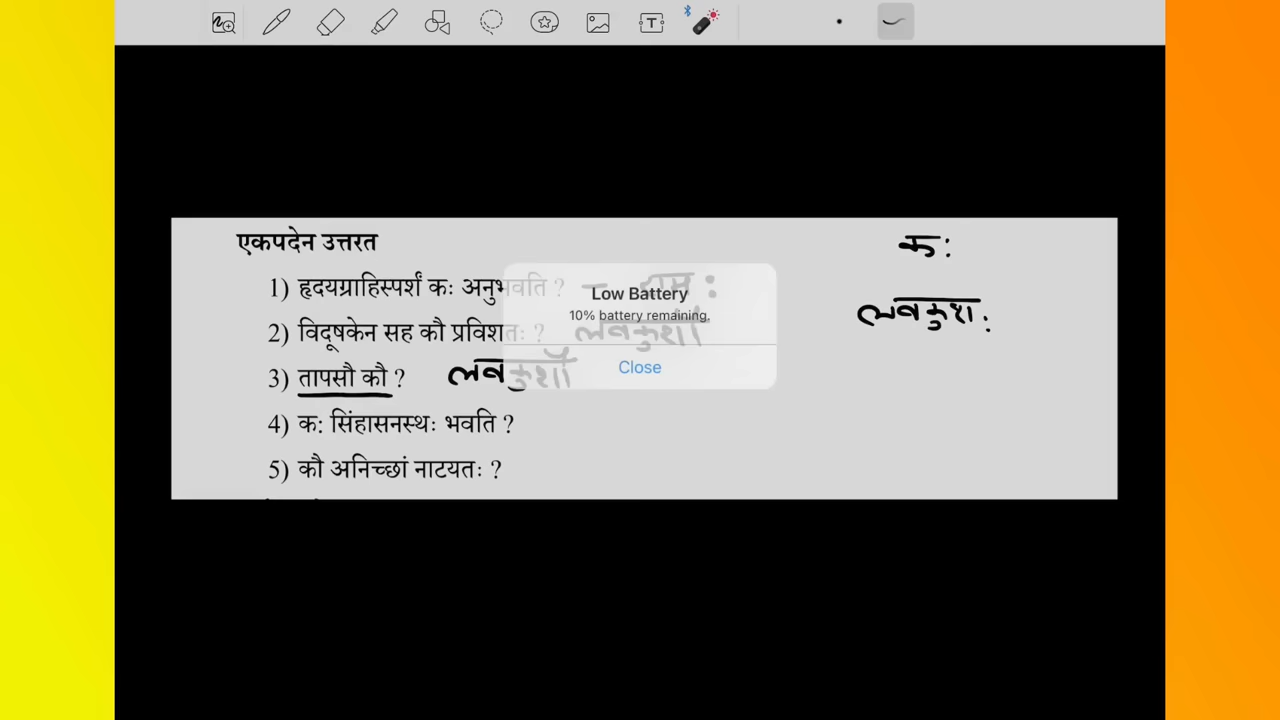 एकपदेन उत्तरत
कः
1) हृदयग्राहिस्पर्शं कः अनुभवति ? – रामः
Low Battery
10% battery remaining.
लवकुशः
2) विदूषकेन सह कौ प्रविशतः ? लवकुशौ
Close
3) तापसौ कौ ? लवकुशौ
4) कः सिंहासनस्थः भवति ?
5) कौ अनिच्छां नाटयतः ?